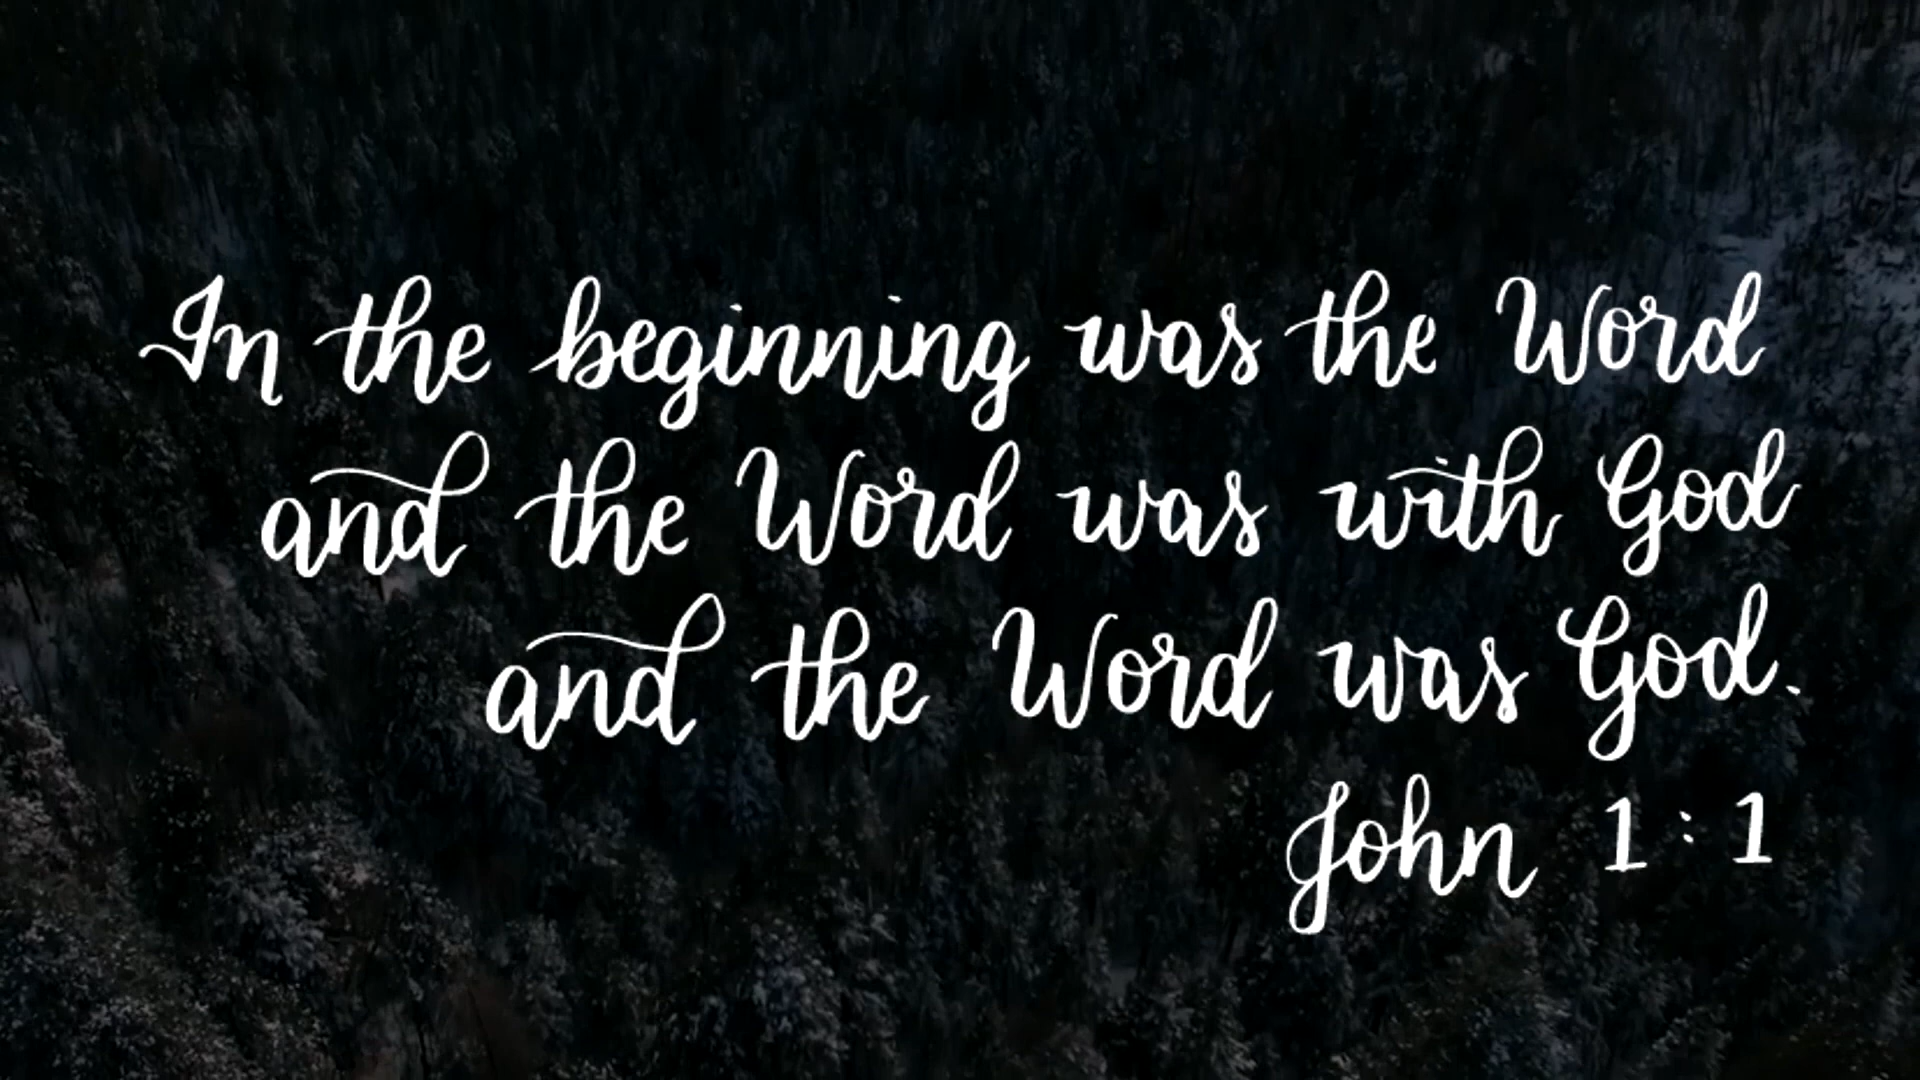 In the beginning was the Word
and the Word was with God
and the Word was God.
John 1:1